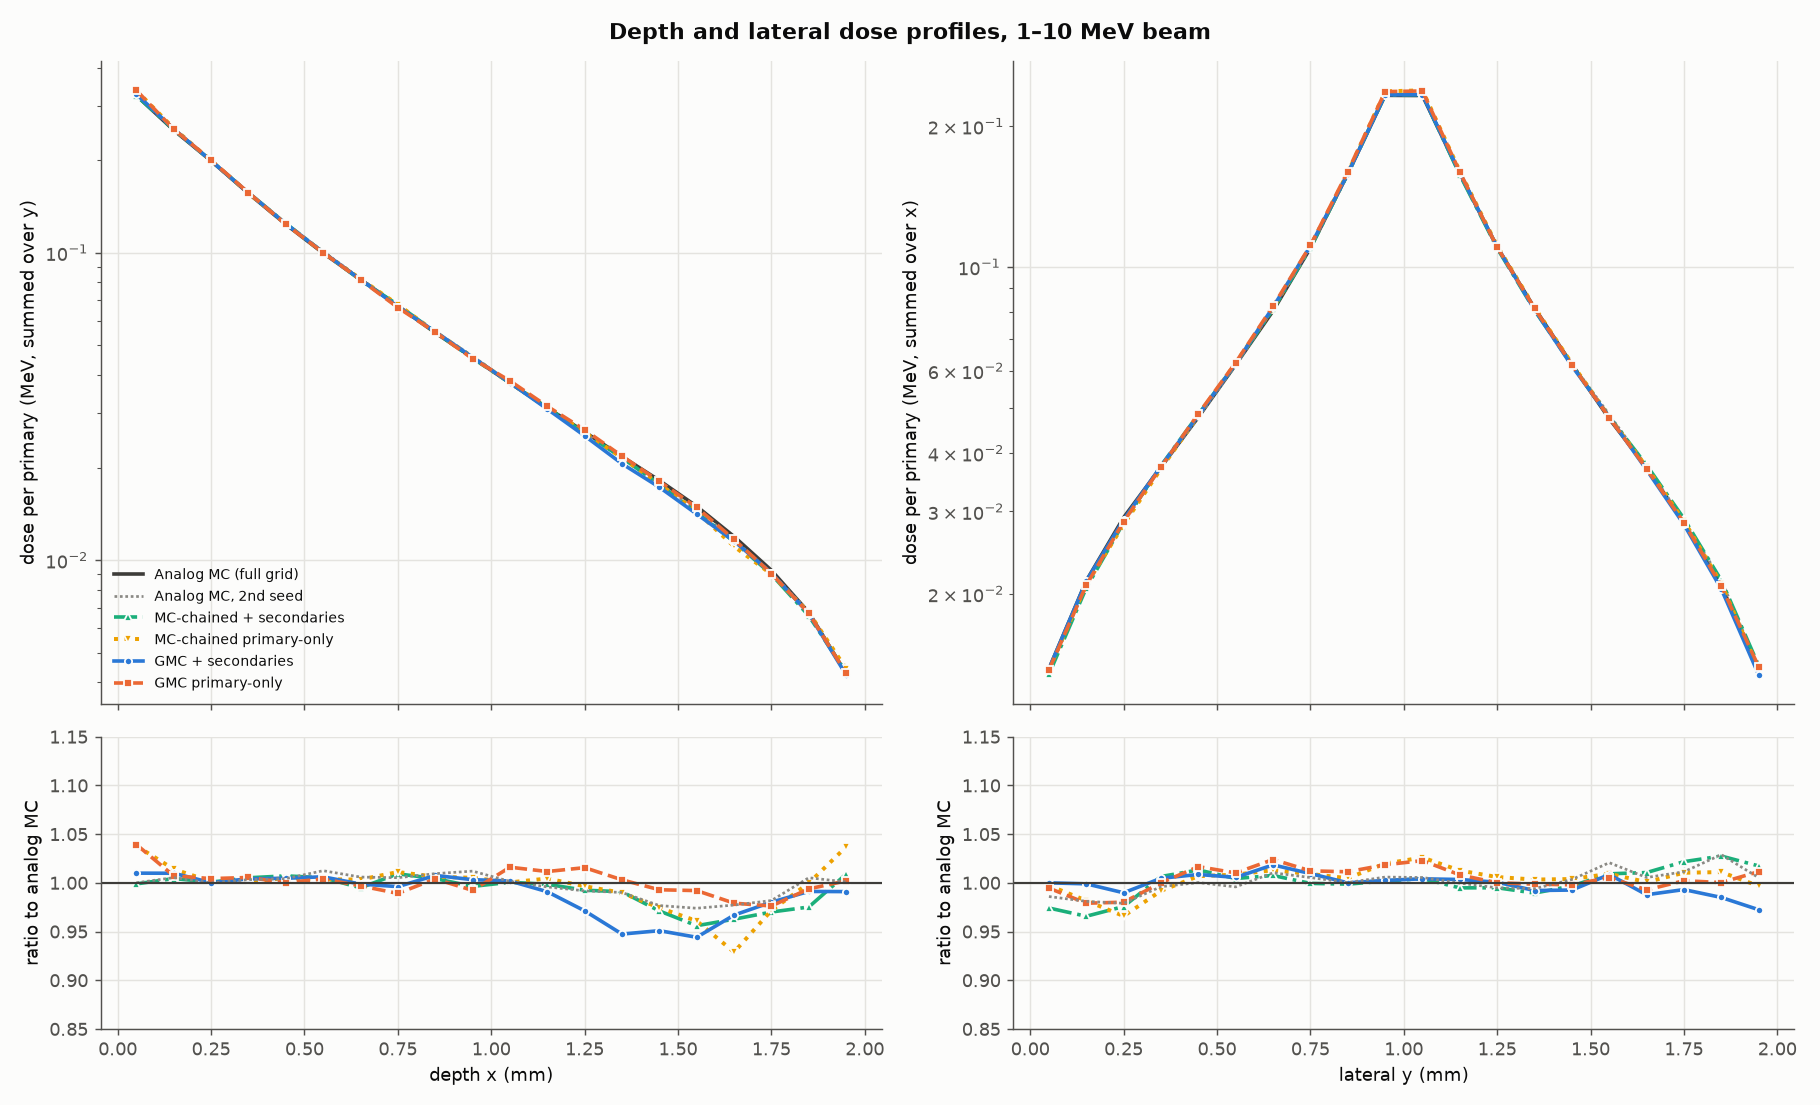 Depth and lateral dose profiles, 1–10 MeV beam
dose per primary (MeV, summed over y)
10⁻¹
10⁻²
Analog MC (full grid)
Analog MC, 2nd seed
MC-chained + secondaries
MC-chained primary-only
GMC + secondaries
GMC primary-only
dose per primary (MeV, summed over x)
2 × 10⁻¹
10⁻¹
6 × 10⁻²
4 × 10⁻²
3 × 10⁻²
2 × 10⁻²
ratio to analog MC
1.15
1.10
1.05
1.00
0.95
0.90
0.85
0.00 0.25 0.50 0.75 1.00 1.25 1.50 1.75 2.00
depth x (mm)
ratio to analog MC
1.15
1.10
1.05
1.00
0.95
0.90
0.85
0.00 0.25 0.50 0.75 1.00 1.25 1.50 1.75 2.00
lateral y (mm)